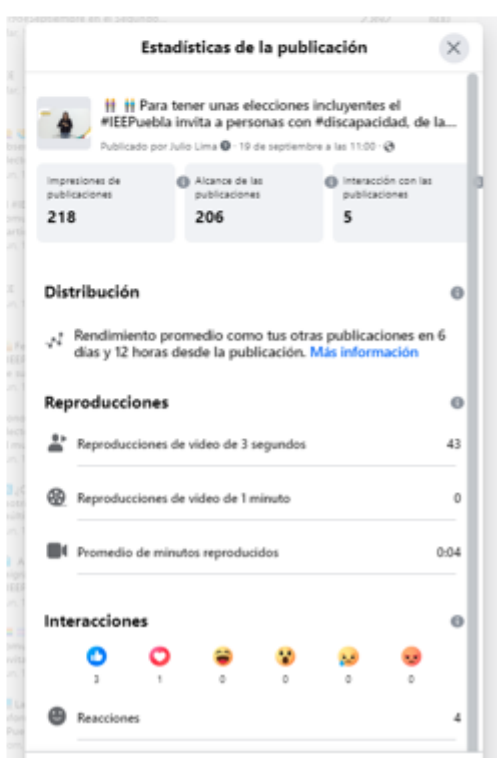 Estadísticas de la publicación
Para tener unas elecciones incluyentes el
#IEEPuebla invita a personas con #discapacidad, de la...
Publicado por Julio Lima · 19 de septiembre a las 11:00 ·
Impresiones de
publicaciones
218
Alcance de las
publicaciones
206
Interacción con las
publicaciones
5
Distribución
Rendimiento promedio como tus otras publicaciones en 6
días y 12 horas desde la publicación. Más información
Reproducciones
Reproducciones de video de 3 segundos 43
Reproducciones de video de 1 minuto 0
Promedio de minutos reproducidos 0:04
Interacciones
3 1 0 0 0 0
Reacciones 4